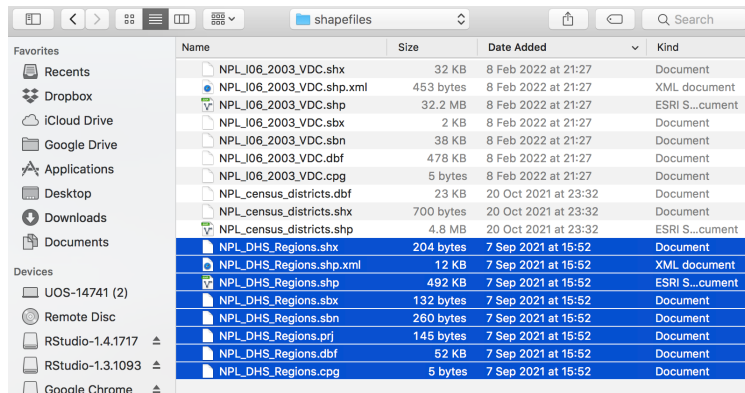 shapefiles
Search
Favorites
Recents
Dropbox
iCloud Drive
Google Drive
Applications
Desktop
Downloads
Documents
Devices
UOS-14741 (2)
Remote Disc
RStudio-1.4.1717
RStudio-1.3.1093
Google Chrome
Name Size Date Added Kind
NPL_I06_2003_VDC.shx 32 KB 8 Feb 2022 at 21:27 Document
NPL_I06_2003_VDC.shp.xml 453 bytes 8 Feb 2022 at 21:27 XML document
NPL_I06_2003_VDC.shp 32.2 MB 8 Feb 2022 at 21:27 ESRI S...cument
NPL_I06_2003_VDC.sbx 2 KB 8 Feb 2022 at 21:27 Document
NPL_I06_2003_VDC.sbn 38 KB 8 Feb 2022 at 21:27 Document
NPL_I06_2003_VDC.dbf 478 KB 8 Feb 2022 at 21:27 Document
NPL_I06_2003_VDC.cpg 5 bytes 8 Feb 2022 at 21:27 Document
NPL_census_districts.dbf 23 KB 20 Oct 2021 at 23:32 Document
NPL_census_districts.shx 700 bytes 20 Oct 2021 at 23:32 Document
NPL_census_districts.shp 4.8 MB 20 Oct 2021 at 23:32 ESRI S...cument
NPL_DHS_Regions.shx 204 bytes 7 Sep 2021 at 15:52 Document
NPL_DHS_Regions.shp.xml 12 KB 7 Sep 2021 at 15:52 XML document
NPL_DHS_Regions.shp 492 KB 7 Sep 2021 at 15:52 ESRI S...cument
NPL_DHS_Regions.sbx 132 bytes 7 Sep 2021 at 15:52 Document
NPL_DHS_Regions.sbn 260 bytes 7 Sep 2021 at 15:52 Document
NPL_DHS_Regions.prj 145 bytes 7 Sep 2021 at 15:52 Document
NPL_DHS_Regions.dbf 52 KB 7 Sep 2021 at 15:52 Document
NPL_DHS_Regions.cpg 5 bytes 7 Sep 2021 at 15:52 Document